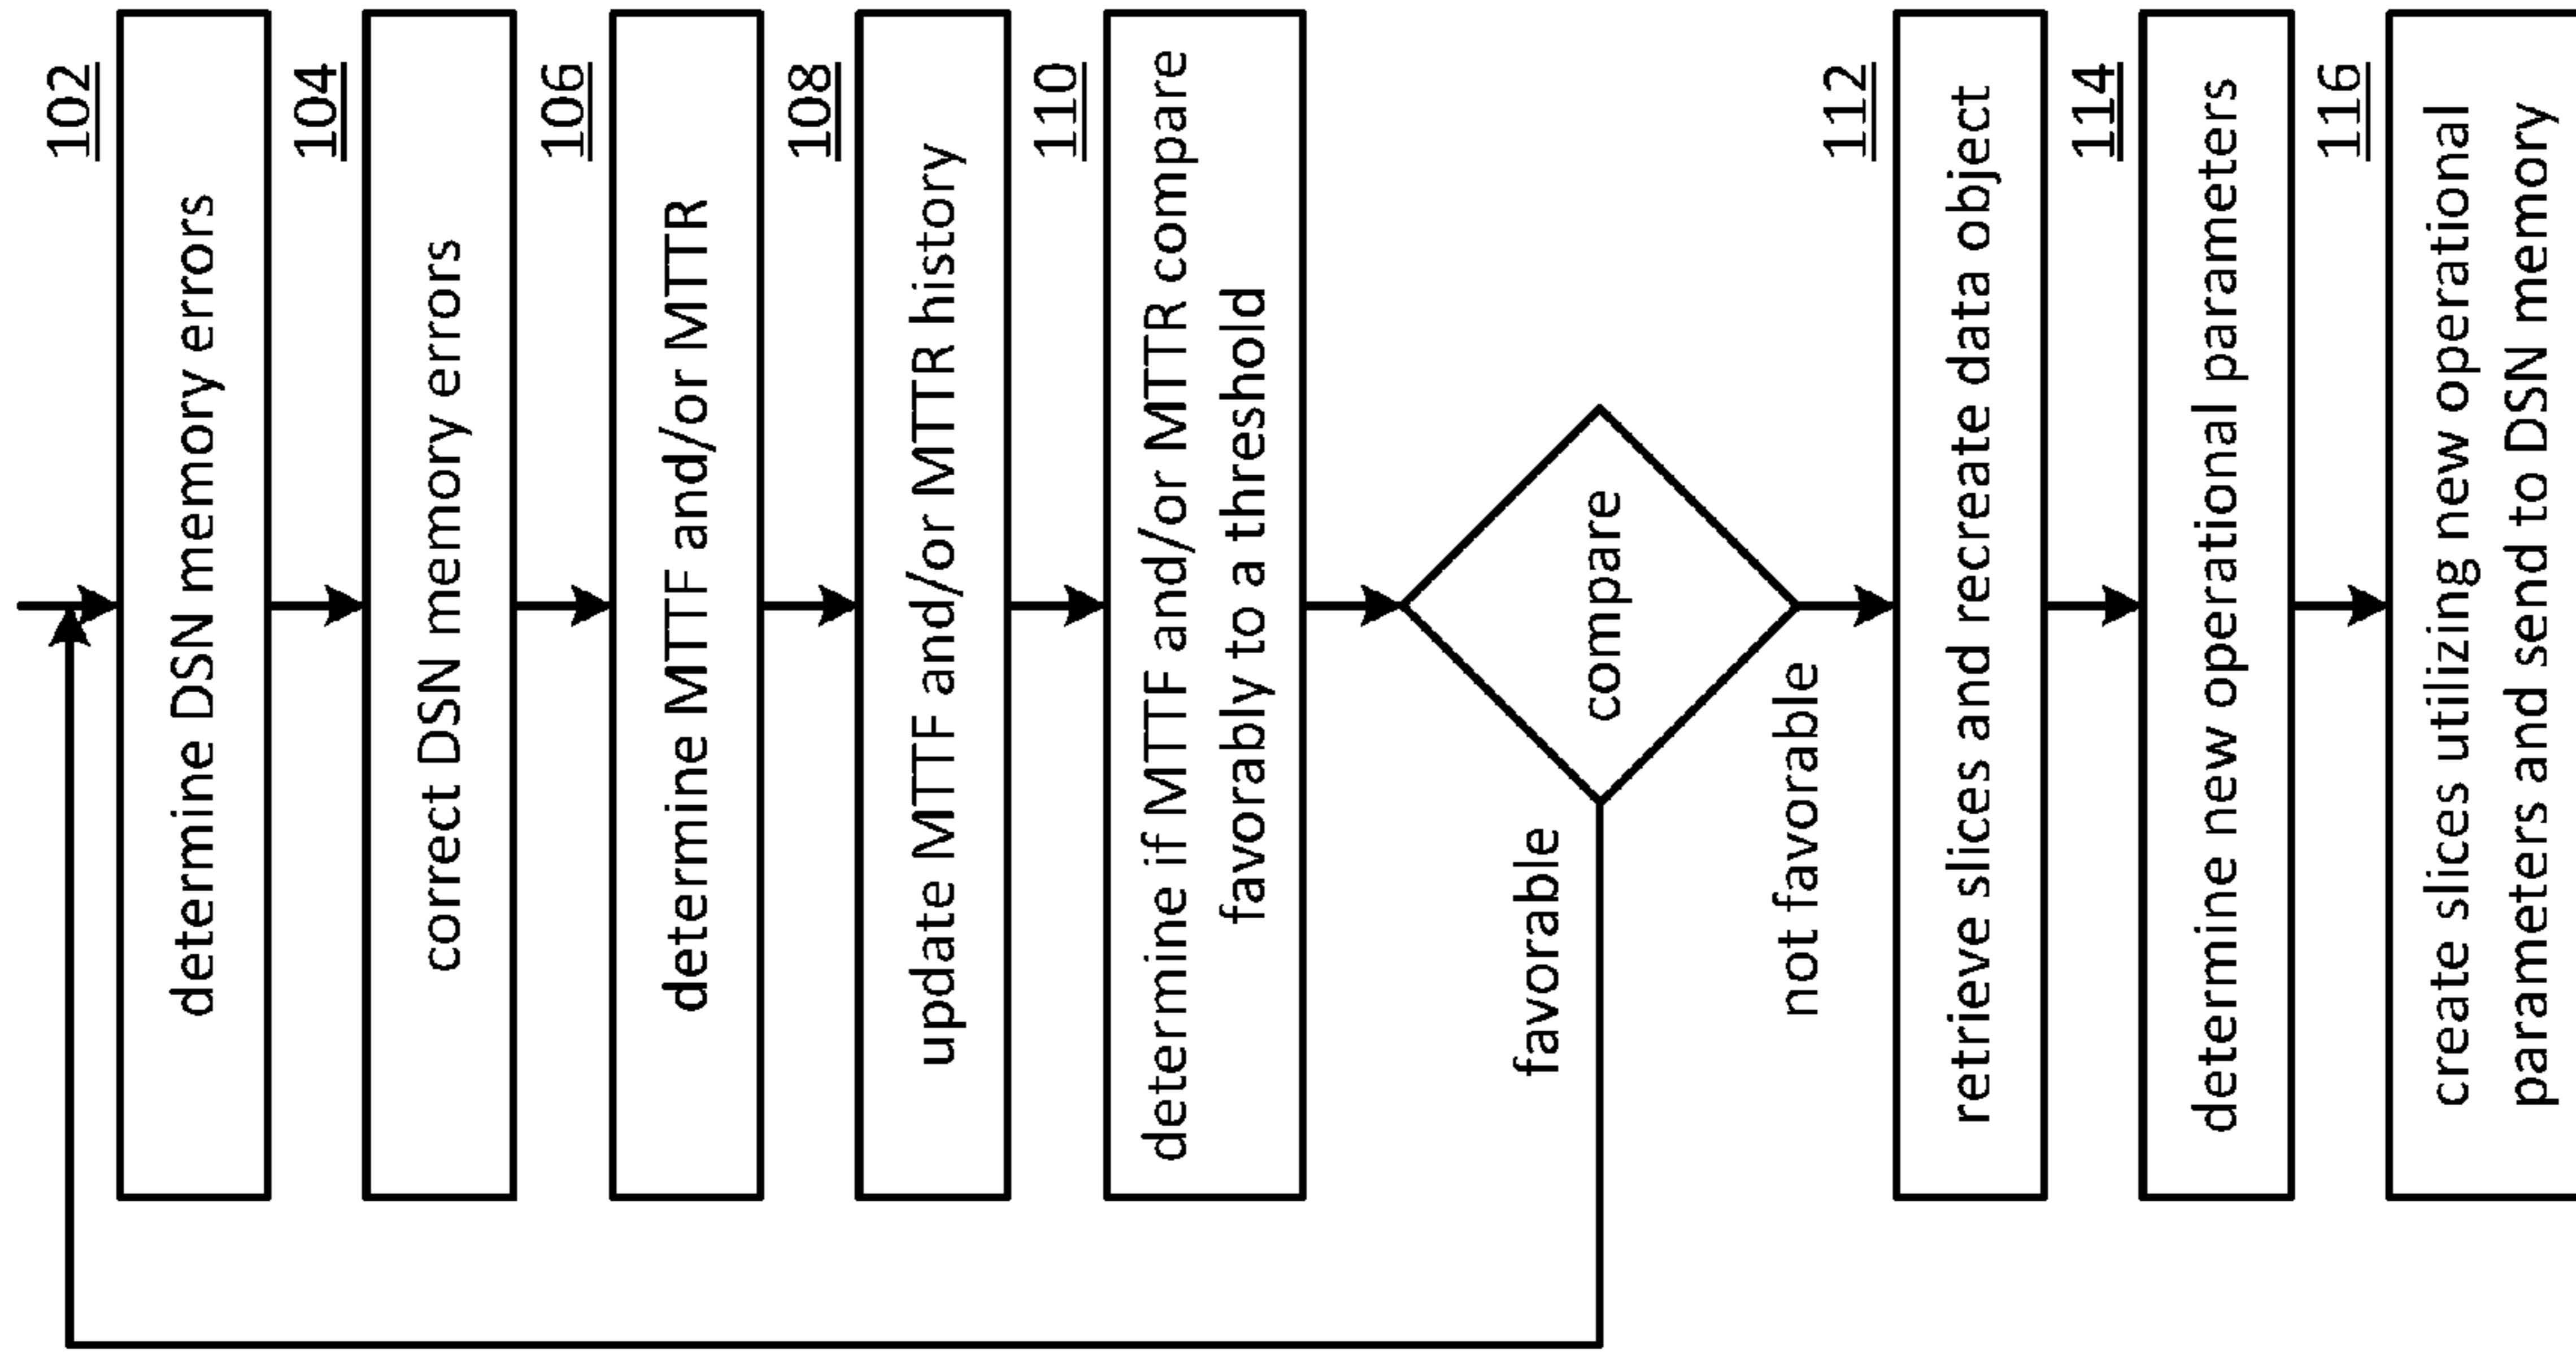 102
determine DSN memory errors
104
correct DSN memory errors
106
determine MTTF and/or MTTR
108
update MTTF and/or MTTR history
110
determine if MTTF and/or MTTR compare
favorably to a threshold
compare
favorable
not favorable
112
retrieve slices and recreate data object
114
determine new operational parameters
116
create slices utilizing new operational
parameters and send to DSN memory